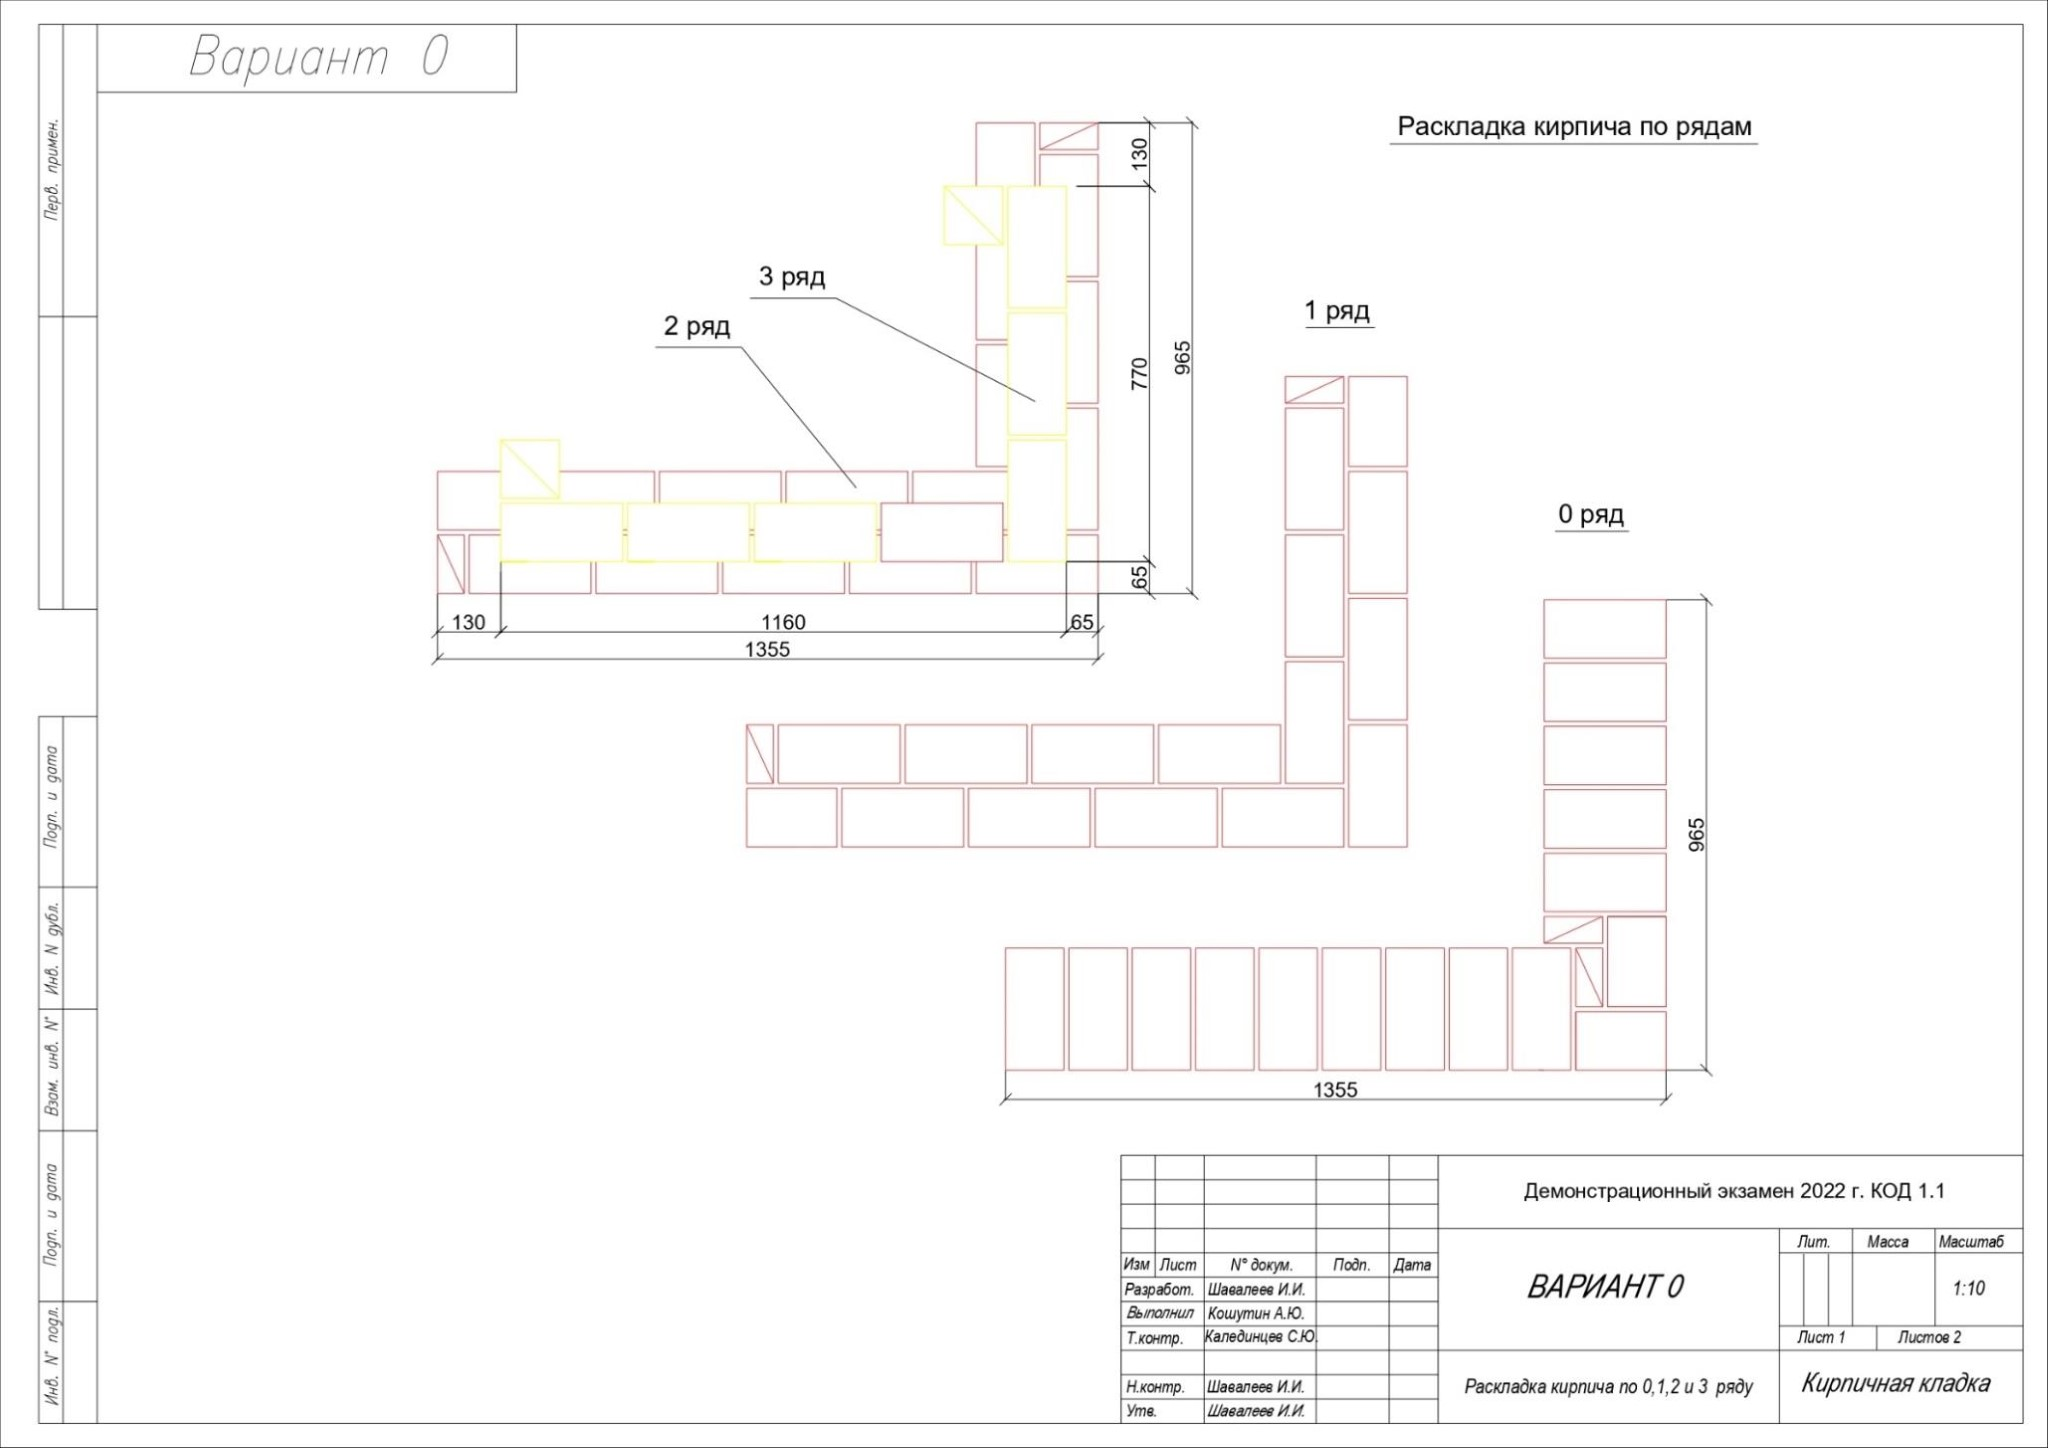 Вариант 0
Раскладка кирпича по рядам
130
3 ряд
1 ряд
2 ряд
965
770
0 ряд
65
130
1160
65
1355
965
1355
Перв. примен.
Подп. и дата
Инв. N дубл.
Взам. инв. N°
Подп. и дата
Инв. N° подл.
Демонстрационный экзамен 2022 г. КОД 1.1
Лит. Масса Масштаб
Изм Лист N° докум. Подп. Дата
Разработ. Шавалеев И.И.
ВАРИАНТ 0
1:10
Выполнил Кошутин А.Ю.
Т.контр. Калединцев С.Ю.
Лист 1 Листов 2
Н.контр. Шавалеев И.И.
Раскладка кирпича по 0,1,2 и 3 ряду
Кирпичная кладка
Утв. Шавалеев И.И.